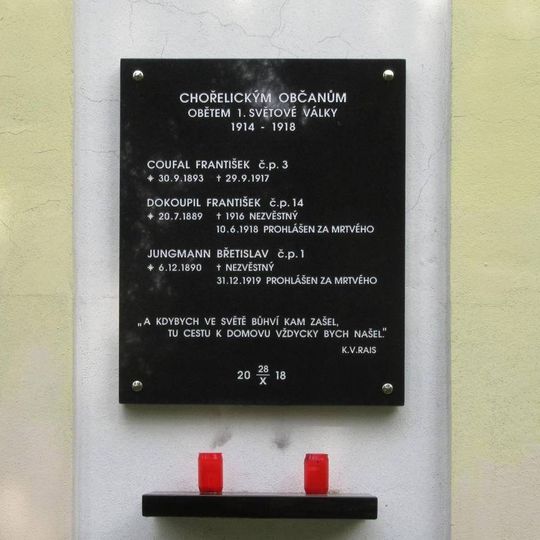 CHOŘELICKÝM OBČANŮM
OBĚTEM 1. SVĚTOVÉ VÁLKY
1914 - 1918
COUFAL FRANTIŠEK č.p. 3
* 30.9.1893 † 29.9.1917
DOKOUPIL FRANTIŠEK č.p. 14
* 20.7.1889 † 1916 NEZVĚSTNÝ
10.6.1918 PROHLÁŠEN ZA MRTVÉHO
JUNGMANN BŘETISLAV č.p. 1
* 6.12.1890 † NEZVĚSTNÝ
31.12.1919 PROHLÁŠEN ZA MRTVÉHO
„A KDYBYCH VE SVĚTĚ BŮHVÍ KAM ZAŠEL,
TU CESTU K DOMOVU VŽDYCKY BYCH NAŠEL."
K.V.RAIS
20 28/X 18